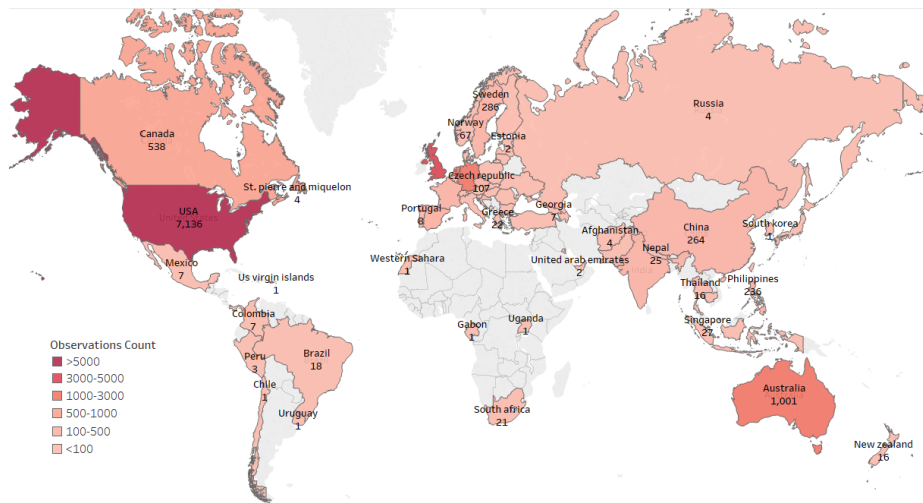 Canada
538
USA
7,136
St. pierre and miquelon
4
Mexico
7
Us virgin islands
1
Colombia
7
Peru
3
Brazil
18
Chile
1
Uruguay
1
Sweden
286
Norway
67
Estonia
2
Czech republic
107
Portugal
8
Greece
22
Georgia
7
Russia
4
Afghanistan
4
China
264
South korea
1
Nepal
25
India
United arab emirates
2
Western Sahara
1
Thailand
16
Philippines
236
Singapore
27
Gabon
1
Uganda
1
South africa
21
Australia
1,001
New zealand
16
Observations Count
>5000
3000-5000
1000-3000
500-1000
100-500
<100